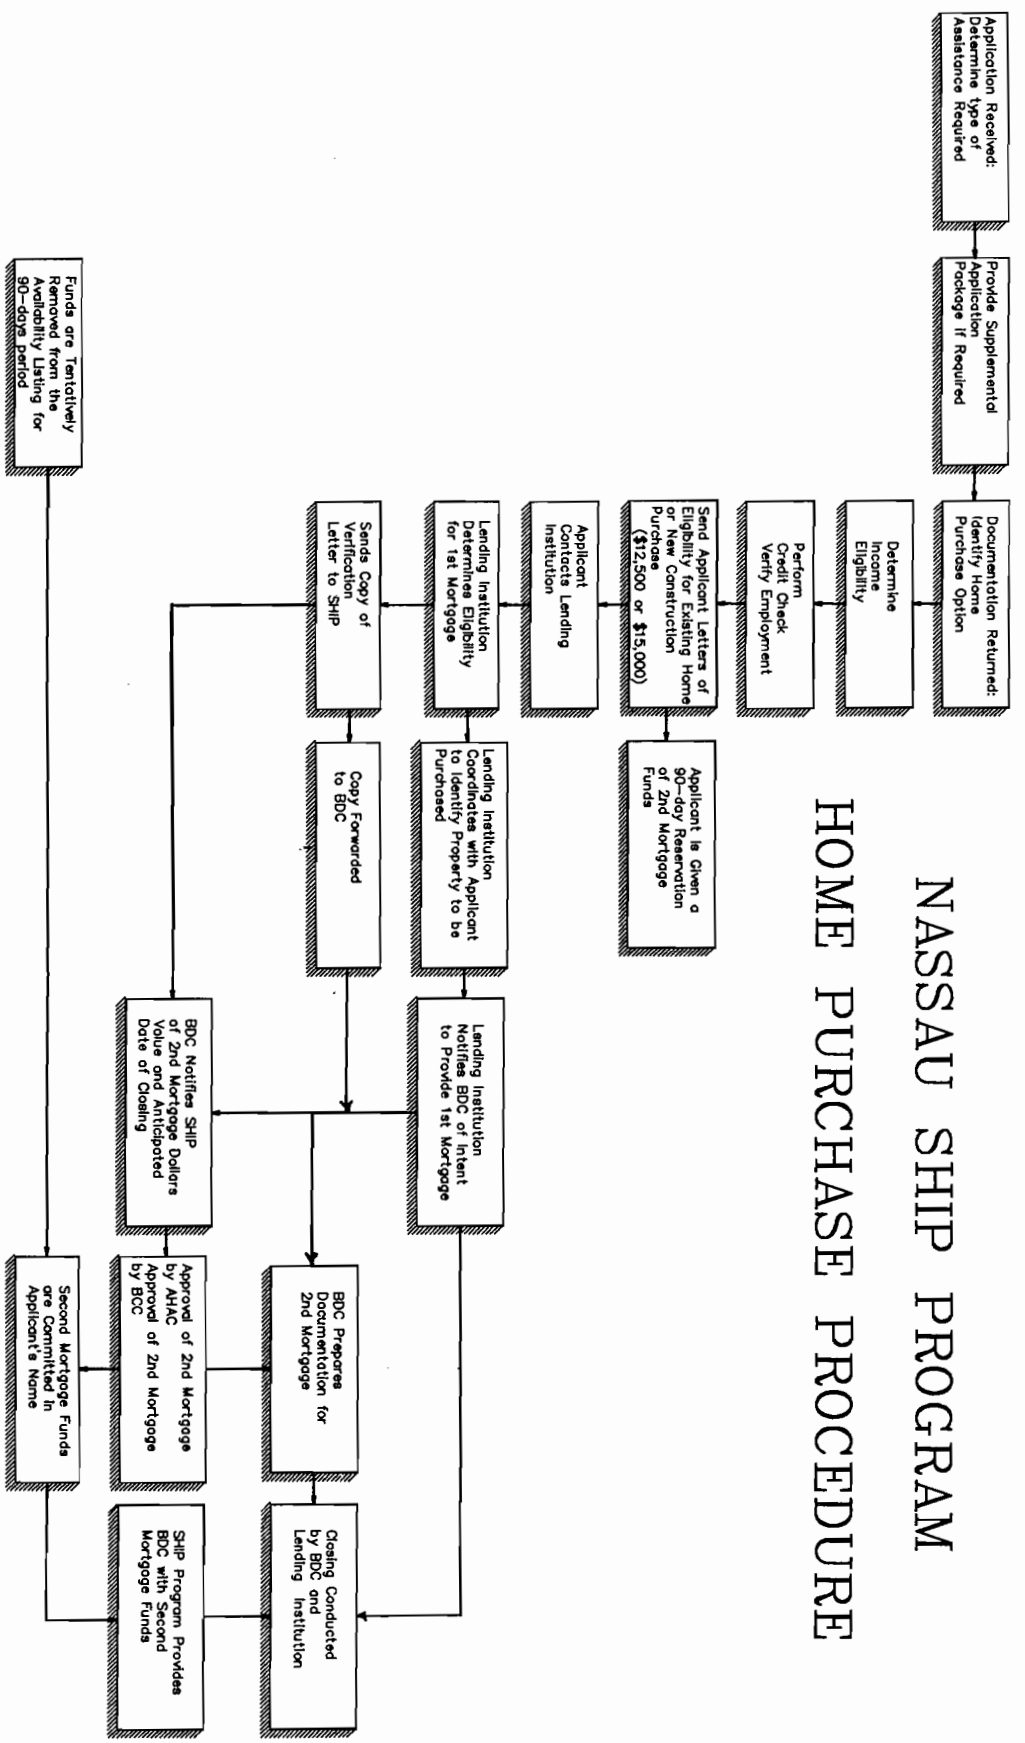 NASSAU SHIP PROGRAM
HOME PURCHASE PROCEDURE
Application Received:
Determine type of
Assistance Required
Provide Supplemental
Application
Package if Required
Documentation Returned:
Identify Home
Purchase Option
Determine
Income
Eligibility
Perform
Credit Check
Verify Employment
Send Applicant Letters of
Eligibility for Existing Home
or New Construction
Purchase
($12,500 or $15,000)
Applicant is Given a
90-day Reservation
of 2nd Mortgage
Funds
Applicant
Contacts Lending
Institution
Lending Institution
Determines Eligibility
for 1st Mortgage
Lending Institution
Coordinates with Applicant
to Identify Property to be
Purchased
Lending Institution
Notifies BDC of Intent
to Provide 1st Mortgage
Sends Copy of
Verification
Letter to SHIP
Copy Forwarded
to BDC
BDC Prepares
Documentation for
2nd Mortgage
Closing Conducted
by BDC and
Lending Institution
BDC Notifies SHIP
of 2nd Mortgage Dollars
Value and Anticipated
Date of Closing
Approval of 2nd Mortgage
by AHAC
Approval of 2nd Mortgage
by BCC
SHIP Program Provides
BDC with Second
Mortgage Funds
Funds are Tentatively
Removed from the
Availability Listing for
90-days period
Second Mortgage Funds
are Committed in
Applicant's Name